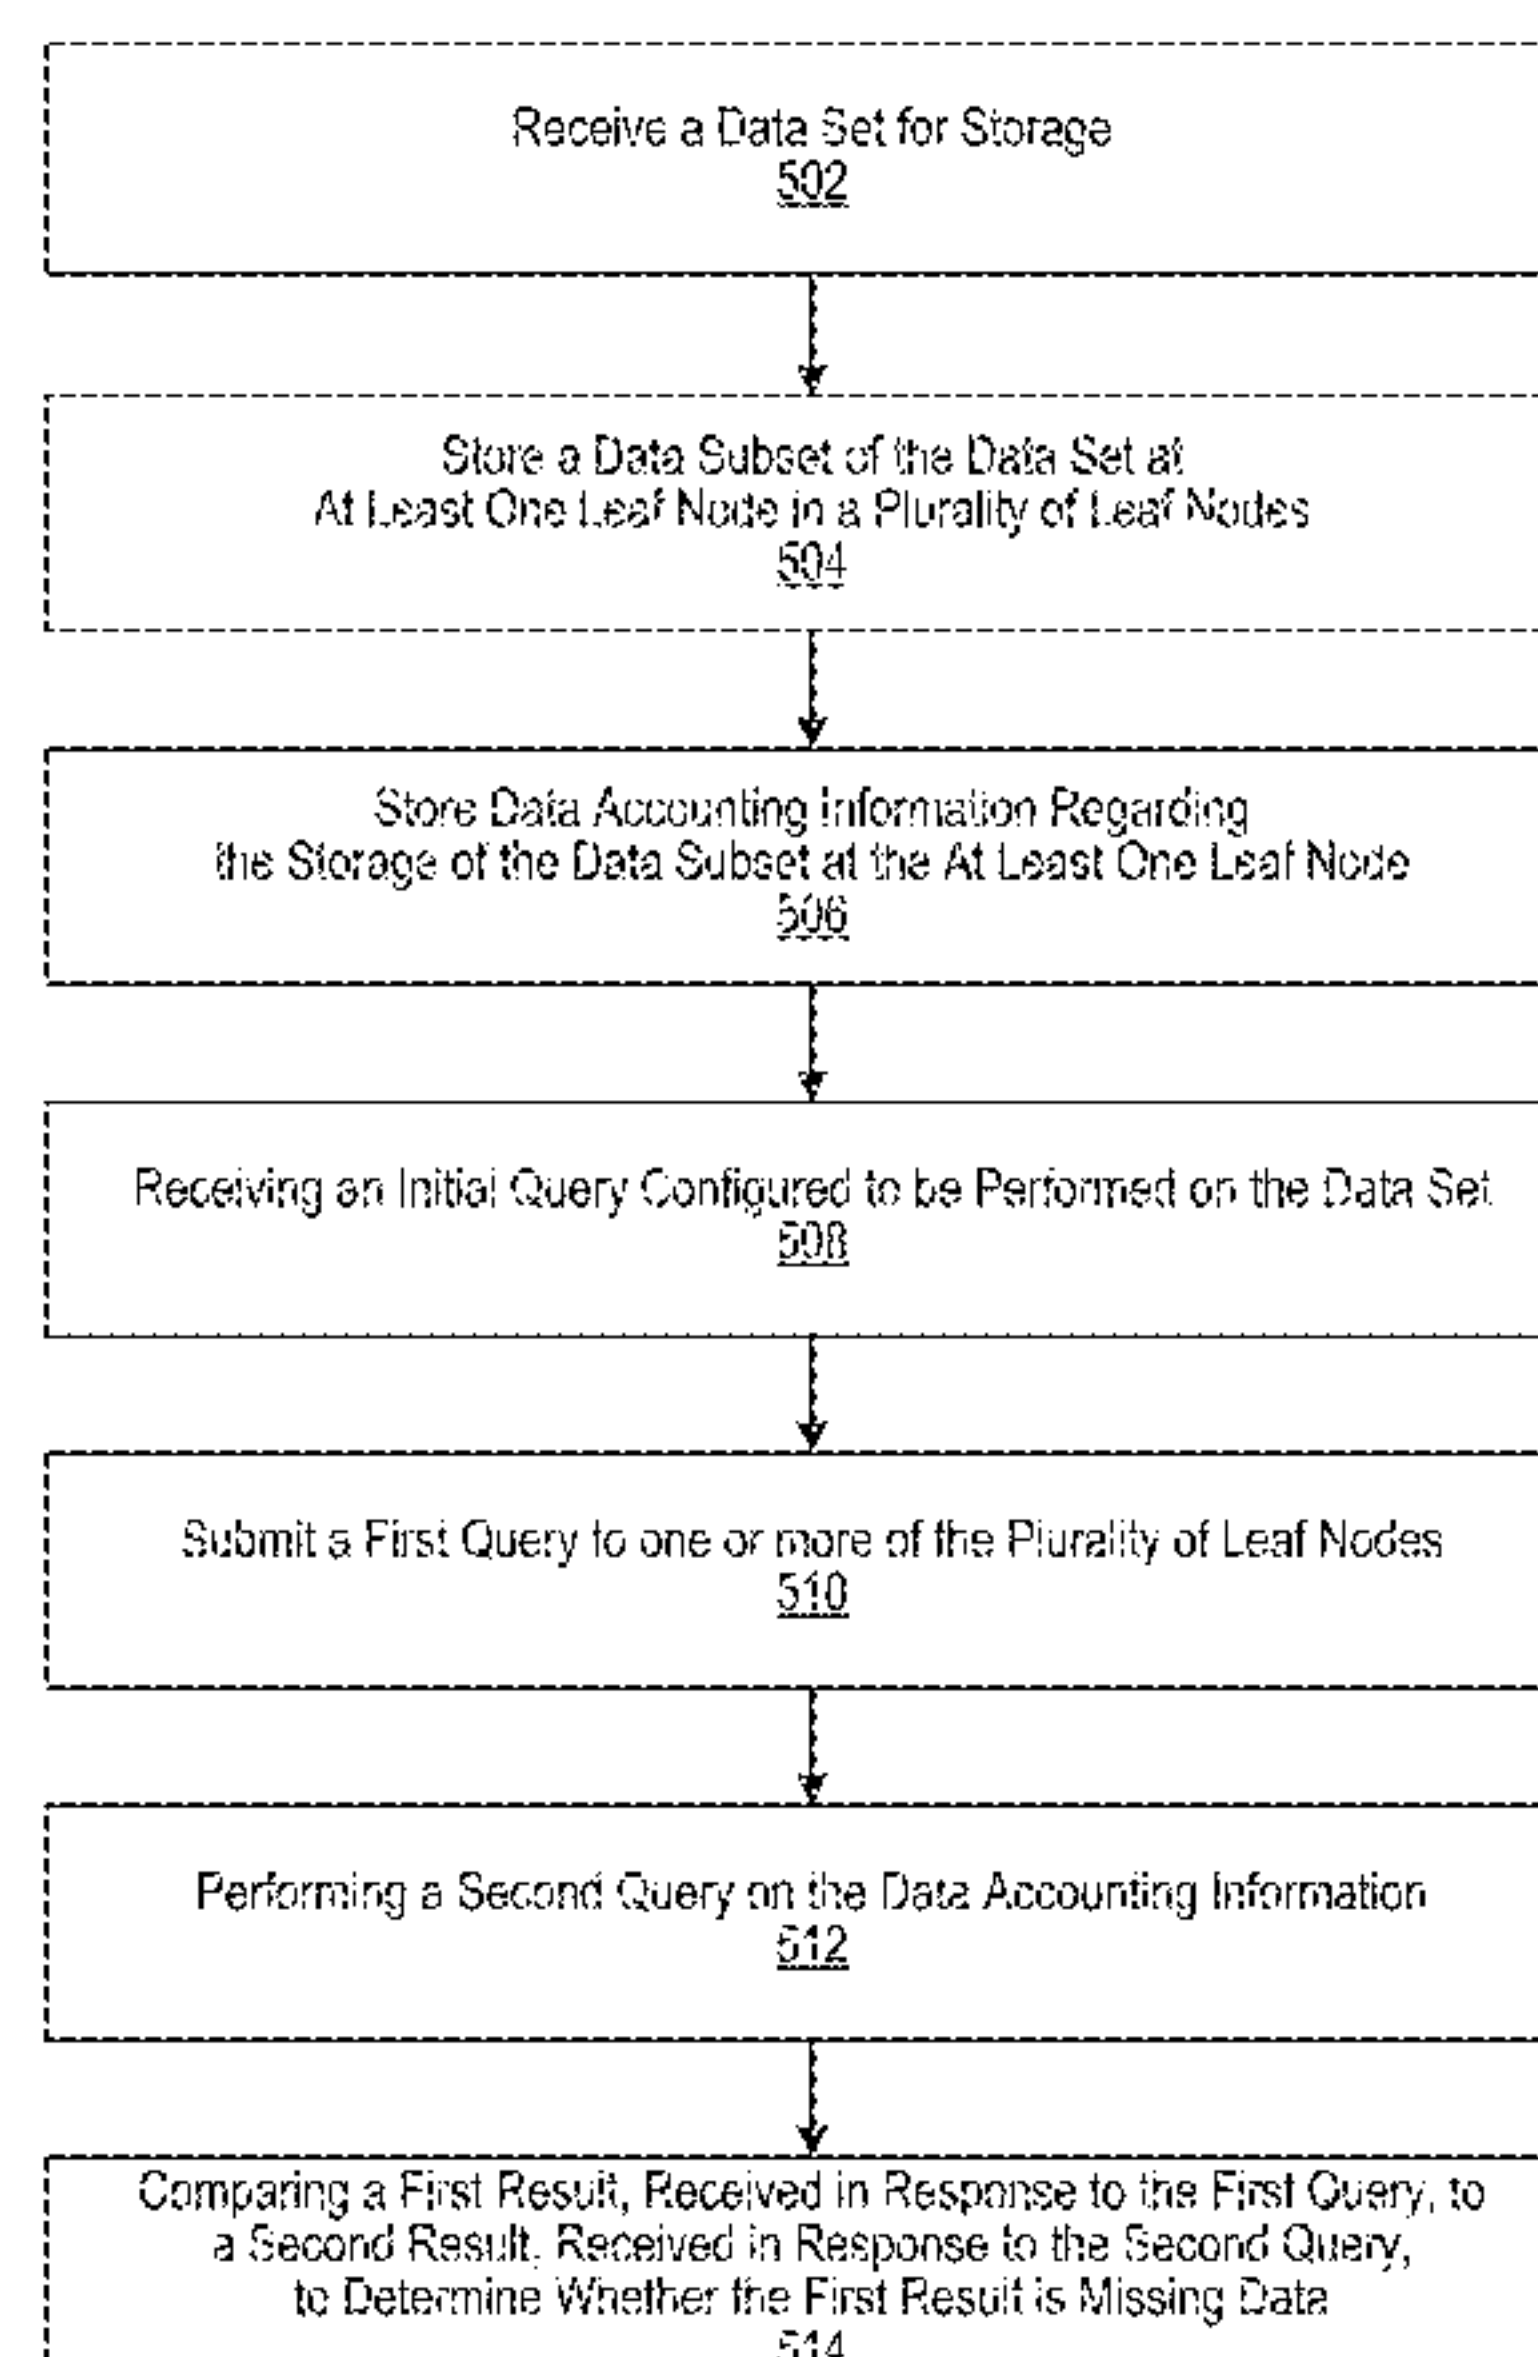 Receive a Data Set for Storage
502
Store a Data Subset of the Data Set at
At Least One Leaf Node in a Plurality of Leaf Nodes
504
Store Data Accounting Information Regarding
the Storage of the Data Subset at the At Least One Leaf Node
506
Receiving an Initial Query Configured to be Performed on the Data Set
508
Submit a First Query to one or more of the Plurality of Leaf Nodes
510
Performing a Second Query on the Data Accounting Information
512
Comparing a First Result, Received in Response to the First Query, to
a Second Result, Received in Response to the Second Query,
to Determine Whether the First Result is Missing Data
514